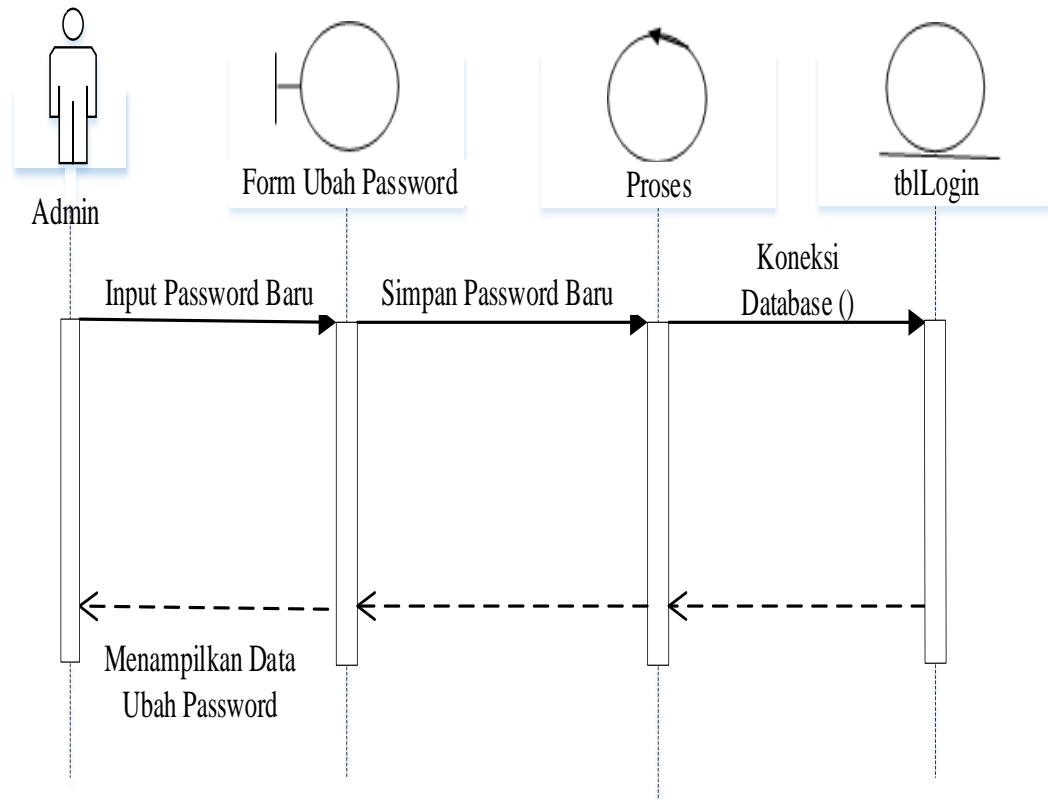 Admin
Form Ubah Password
Proses
tblLogin
Input Password Baru
Simpan Password Baru
Koneksi
Database ()
Menampilkan Data
Ubah Password